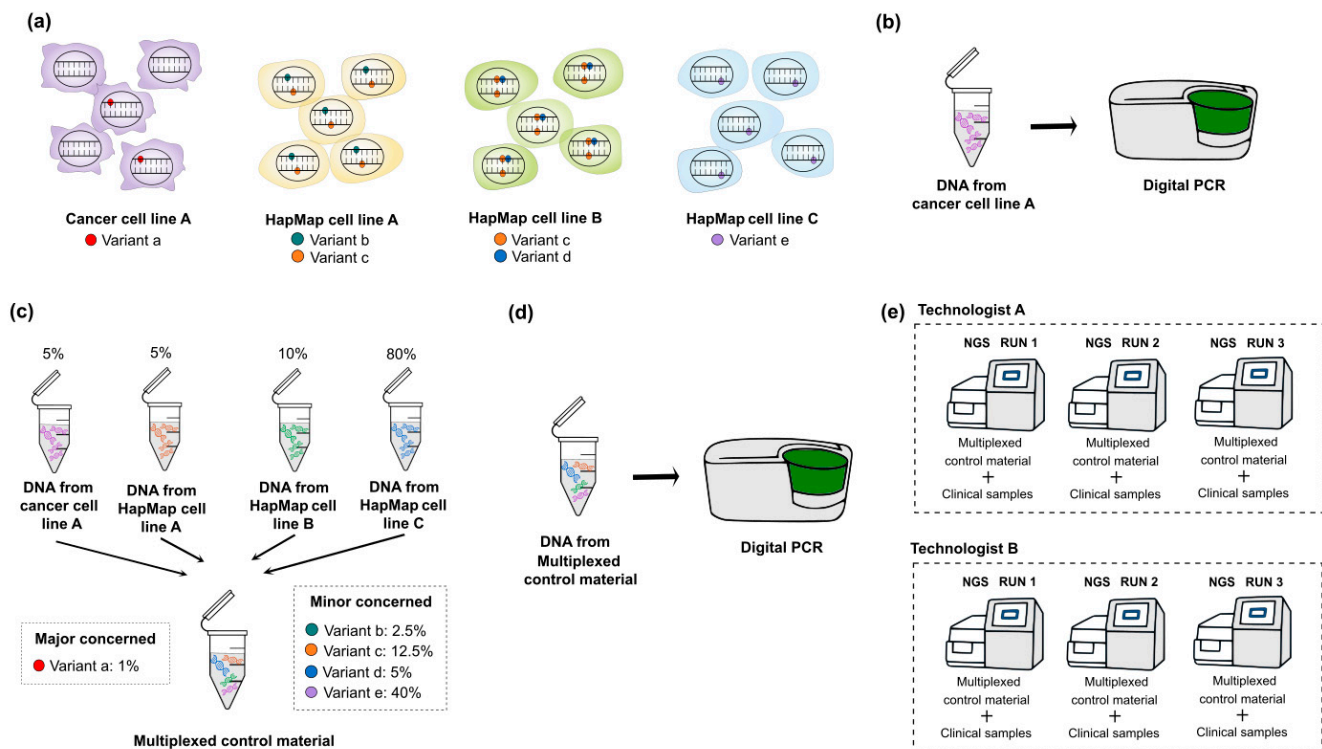 (a)
Cancer cell line A
Variant a
HapMap cell line A
Variant b
Variant c
HapMap cell line B
Variant c
Variant d
HapMap cell line C
Variant e
(b)
DNA from
cancer cell line A
Digital PCR
(c)
5%
5%
10%
80%
DNA from
cancer cell
line A
DNA from
HapMap cell
line A
DNA from
HapMap cell
line B
DNA from
HapMap cell
line C
Major concerned
Variant a: 1%
Minor concerned
Variant b: 2.5%
Variant c: 12.5%
Variant d: 5%
Variant e: 40%
Multiplexed control material
(d)
DNA from
Multiplexed
control material
Digital PCR
(e)
Technologist A
NGS RUN 1
Multiplexed
control material
+
Clinical samples
NGS RUN 2
Multiplexed
control material
+
Clinical samples
NGS RUN 3
Multiplexed
control material
+
Clinical samples
Technologist B
NGS RUN 1
Multiplexed
control material
+
Clinical samples
NGS RUN 2
Multiplexed
control material
+
Clinical samples
NGS RUN 3
Multiplexed
control material
+
Clinical samples